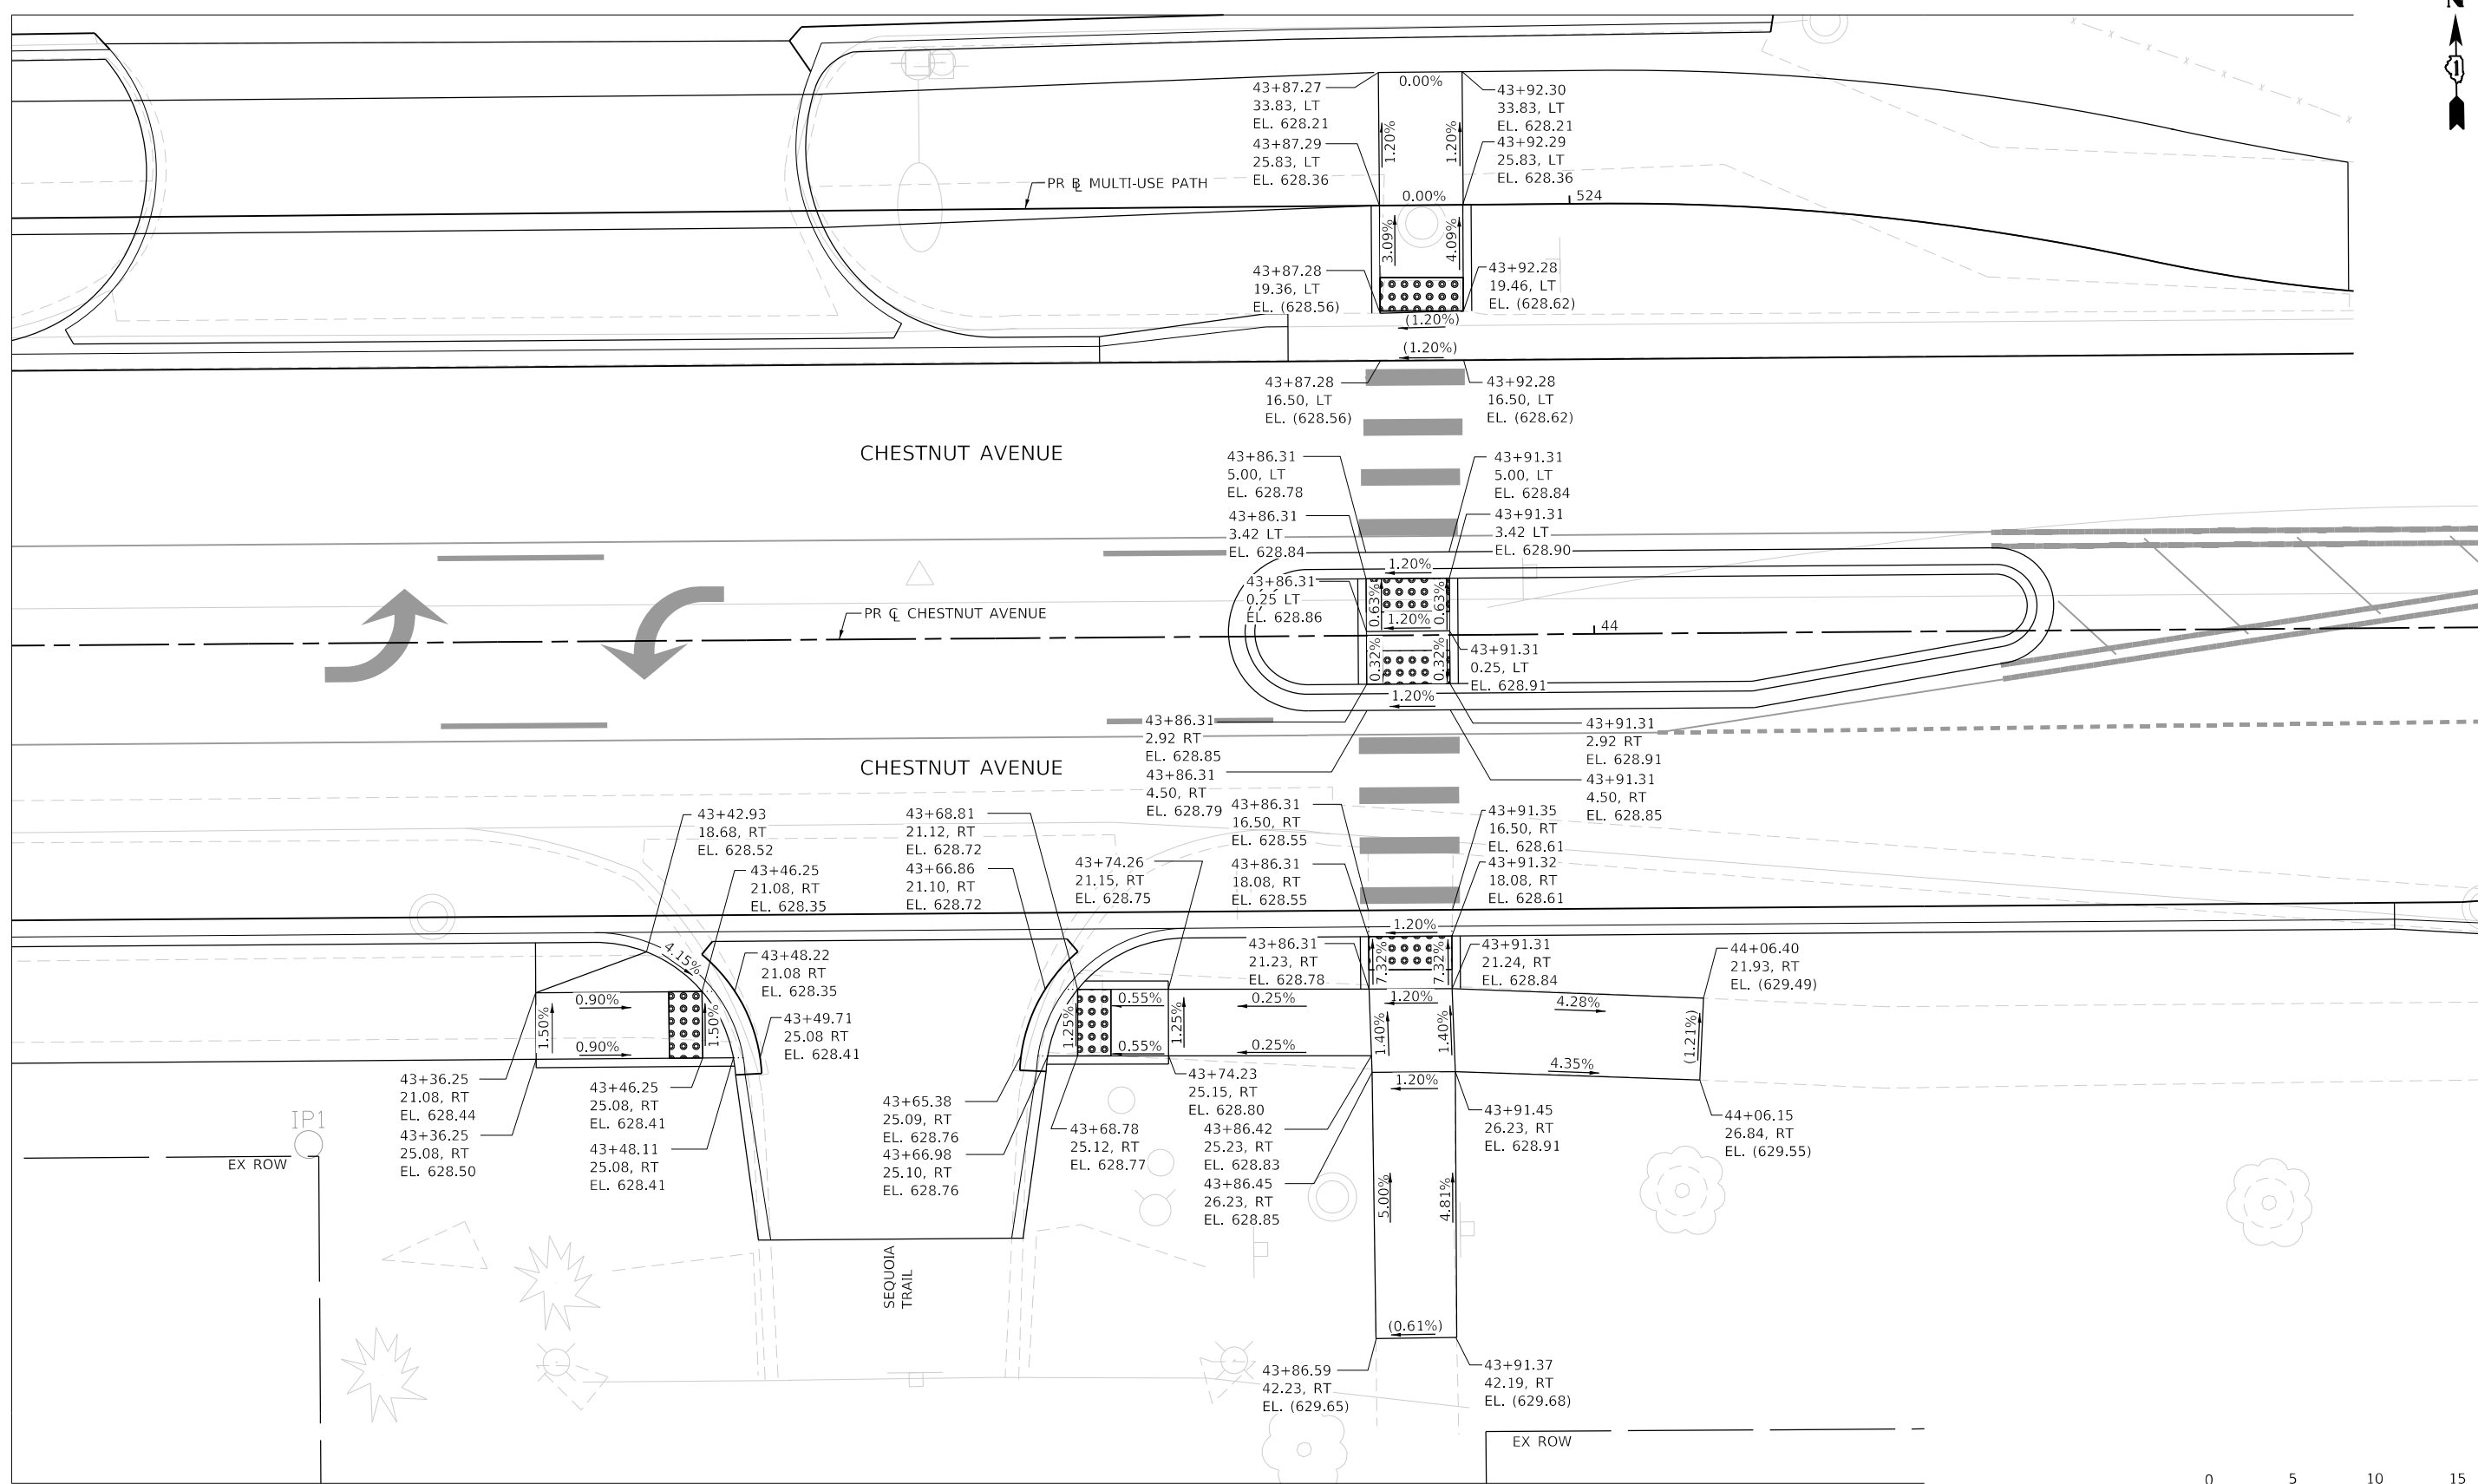 N
1
43+87.27
33.83, LT
EL. 628.21
0.00%
43+92.30
33.83, LT
EL. 628.21
1.20%
1.20%
43+87.29
25.83, LT
EL. 628.36
43+92.29
25.83, LT
EL. 628.36
PR BL MULTI-USE PATH
0.00%
524
3.09%
4.09%
43+87.28
19.36, LT
EL. (628.56)
43+92.28
19.46, LT
EL. (628.62)
(1.20%)
(1.20%)
43+87.28
16.50, LT
EL. (628.56)
43+92.28
16.50, LT
EL. (628.62)
CHESTNUT AVENUE
43+86.31
5.00, LT
EL. 628.78
43+91.31
5.00, LT
EL. 628.84
43+86.31
3.42 LT
EL. 628.84
43+91.31
3.42 LT
EL. 628.90
1.20%
43+86.31
0.25 LT
EL. 628.86
0.63%
0.63%
1.20%
PR CL CHESTNUT AVENUE
44
0.32%
0.32%
43+91.31
0.25, LT
EL. 628.91
1.20%
43+86.31
2.92 RT
EL. 628.85
43+91.31
2.92 RT
EL. 628.91
CHESTNUT AVENUE
43+86.31
4.50, RT
EL. 628.79
43+91.31
4.50, RT
EL. 628.85
43+42.93
18.68, RT
EL. 628.52
43+68.81
21.12, RT
EL. 628.72
43+86.31
16.50, RT
EL. 628.55
43+91.35
16.50, RT
EL. 628.61
43+46.25
21.08, RT
EL. 628.35
43+66.86
21.10, RT
EL. 628.72
43+74.26
21.15, RT
EL. 628.75
43+86.31
18.08, RT
EL. 628.55
43+91.32
18.08, RT
EL. 628.61
1.20%
4.15%
43+48.22
21.08 RT
EL. 628.35
43+86.31
21.23, RT
EL. 628.78
7.32%
7.32%
43+91.31
21.24, RT
EL. 628.84
44+06.40
21.93, RT
EL. (629.49)
0.90%
0.55%
0.25%
1.20%
4.28%
1.50%
1.50%
43+49.71
25.08 RT
EL. 628.41
1.25%
1.25%
1.40%
1.40%
(1.21%)
0.90%
0.55%
0.25%
4.35%
1.20%
43+36.25
21.08, RT
EL. 628.44
43+46.25
25.08, RT
EL. 628.41
43+65.38
25.09, RT
EL. 628.76
43+74.23
25.15, RT
EL. 628.80
43+91.45
26.23, RT
EL. 628.91
44+06.15
26.84, RT
EL. (629.55)
IP1
43+36.25
25.08, RT
EL. 628.50
43+48.11
25.08, RT
EL. 628.41
43+66.98
25.10, RT
EL. 628.76
43+68.78
25.12, RT
EL. 628.77
43+86.42
25.23, RT
EL. 628.83
EX ROW
43+86.45
26.23, RT
EL. 628.85
5.00%
4.81%
SEQUOIA
TRAIL
(0.61%)
43+86.59
42.23, RT
EL. (629.65)
43+91.37
42.19, RT
EL. (629.68)
EX ROW
0 5 10 15